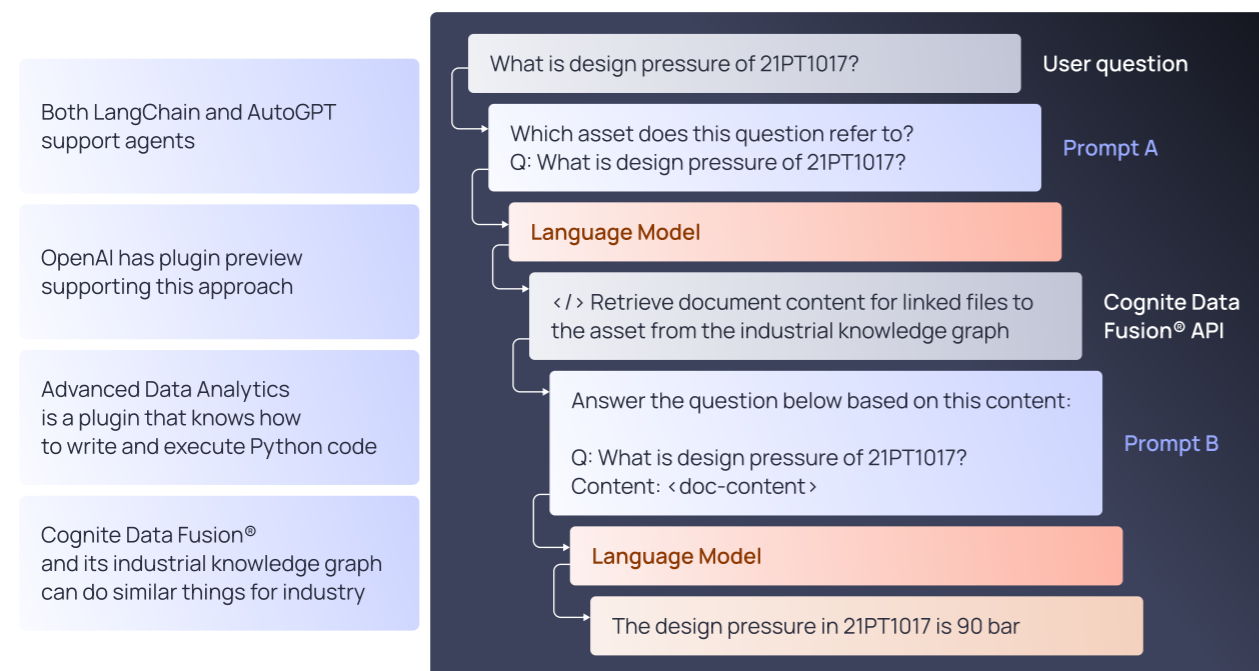 Both LangChain and AutoGPT
support agents
OpenAI has plugin preview
supporting this approach
Advanced Data Analytics
is a plugin that knows how
to write and execute Python code
Cognite Data Fusion®
and its industrial knowledge graph
can do similar things for industry
What is design pressure of 21PT1017?
User question
Which asset does this question refer to?
Q: What is design pressure of 21PT1017?
Prompt A
Language Model
</> Retrieve document content for linked files to
the asset from the industrial knowledge graph
Cognite Data
Fusion® API
Answer the question below based on this content:
Q: What is design pressure of 21PT1017?
Content: <doc-content>
Prompt B
Language Model
The design pressure in 21PT1017 is 90 bar